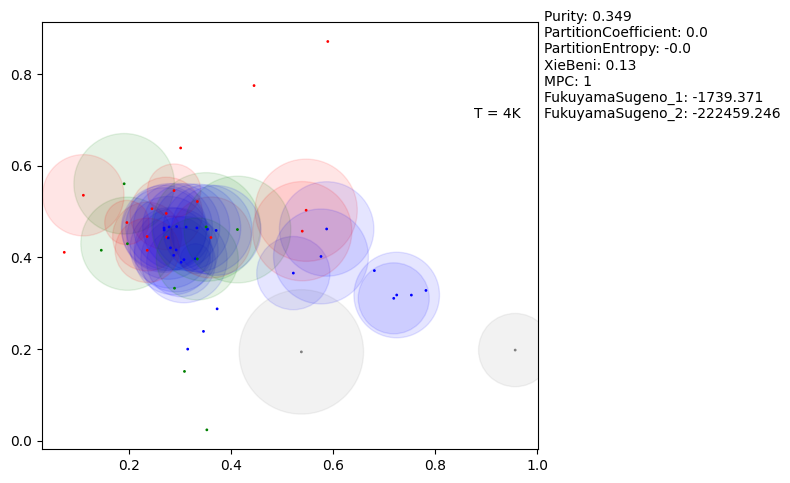 Purity: 0.349
PartitionCoefficient: 0.0
PartitionEntropy: -0.0
XieBeni: 0.13
MPC: 1
FukuyamaSugeno_1: -1739.371
FukuyamaSugeno_2: -222459.246
T = 4K
0.8
0.6
0.4
0.2
0.0
0.2
0.4
0.6
0.8
1.0